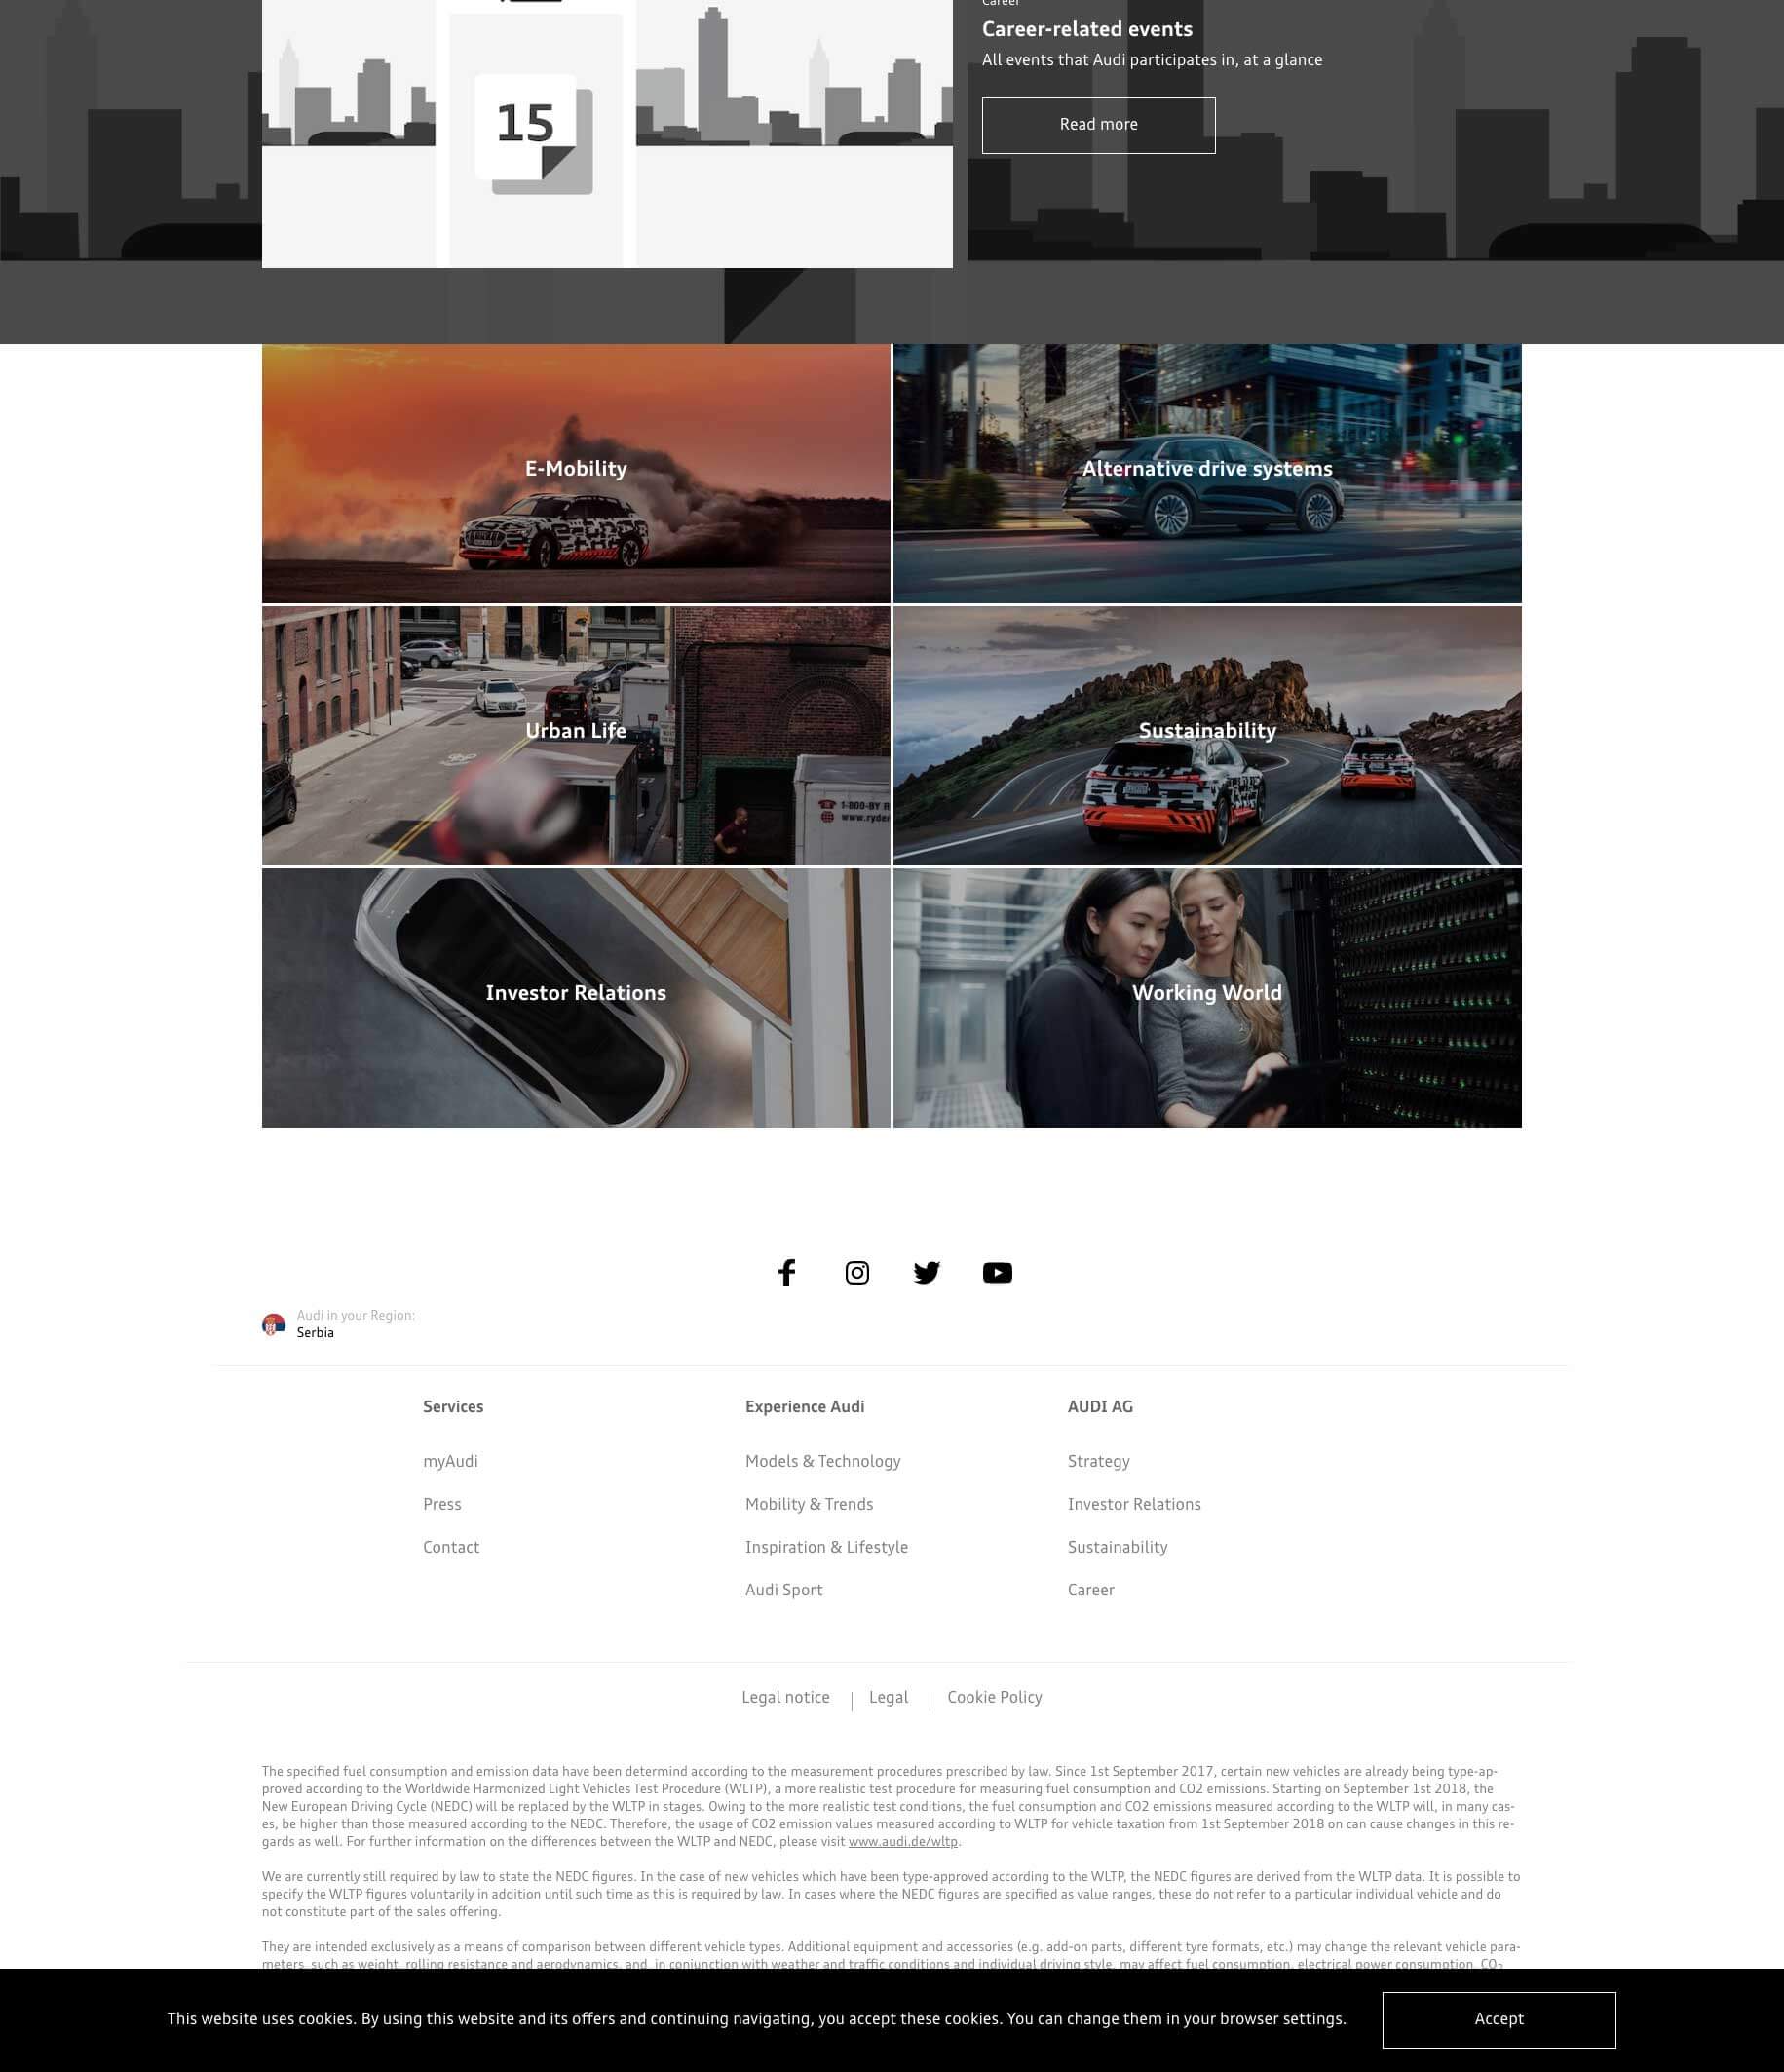 Career
Career-related events
All events that Audi participates in, at a glance
Read more
15
E-Mobility
Alternative drive systems
Urban Life
1-800-BY R
www.ryder
Sustainability
Investor Relations
Working World
Audi in your Region:
Serbia
Services
myAudi
Press
Contact
Experience Audi
Models & Technology
Mobility & Trends
Inspiration & Lifestyle
Audi Sport
AUDI AG
Strategy
Investor Relations
Sustainability
Career
Legal notice | Legal | Cookie Policy
The specified fuel consumption and emission data have been determind according to the measurement procedures prescribed by law. Since 1st September 2017, certain new vehicles are already being type-ap-
proved according to the Worldwide Harmonized Light Vehicles Test Procedure (WLTP), a more realistic test procedure for measuring fuel consumption and CO2 emissions. Starting on September 1st 2018, the
New European Driving Cycle (NEDC) will be replaced by the WLTP in stages. Owing to the more realistic test conditions, the fuel consumption and CO2 emissions measured according to the WLTP will, in many cas-
es, be higher than those measured according to the NEDC. Therefore, the usage of CO2 emission values measured according to WLTP for vehicle taxation from 1st September 2018 on can cause changes in this re-
gards as well. For further information on the differences between the WLTP and NEDC, please visit www.audi.de/wltp.
We are currently still required by law to state the NEDC figures. In the case of new vehicles which have been type-approved according to the WLTP, the NEDC figures are derived from the WLTP data. It is possible to
specify the WLTP figures voluntarily in addition until such time as this is required by law. In cases where the NEDC figures are specified as value ranges, these do not refer to a particular individual vehicle and do
not constitute part of the sales offering.
They are intended exclusively as a means of comparison between different vehicle types. Additional equipment and accessories (e.g. add-on parts, different tyre formats, etc.) may change the relevant vehicle para-
meters, such as weight, rolling resistance and aerodynamics, and, in conjunction with weather and traffic conditions and individual driving style, may affect fuel consumption, electrical power consumption, CO₂
This website uses cookies. By using this website and its offers and continuing navigating, you accept these cookies. You can change them in your browser settings.
Accept